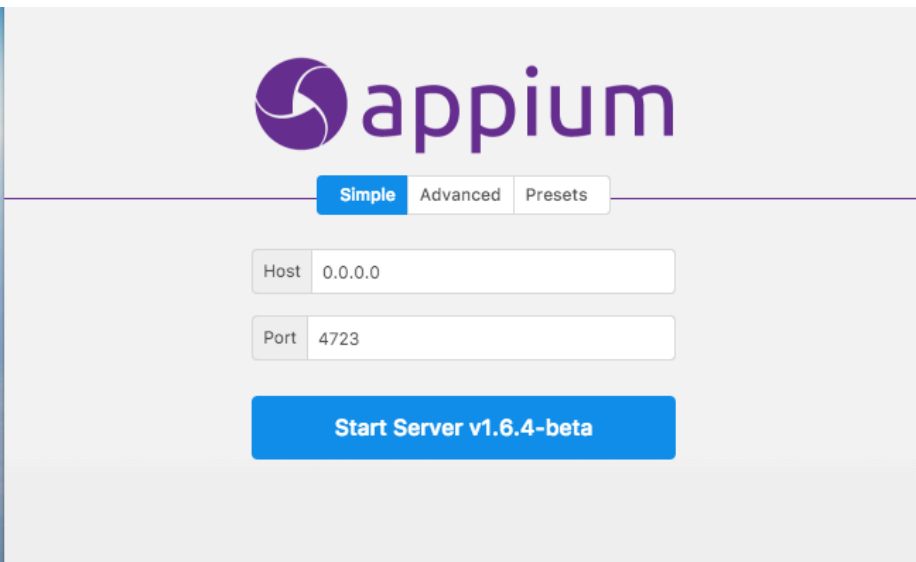 appium
Simple Advanced Presets
Host 0.0.0.0
Port 4723
Start Server v1.6.4-beta